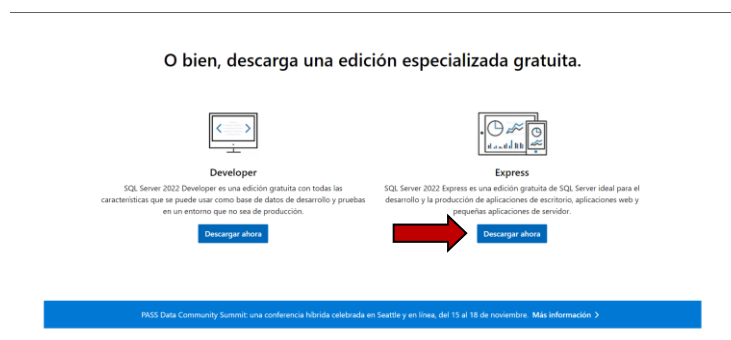 O bien, descarga una edición especializada gratuita.
Developer
SQL Server 2022 Developer es una edición gratuita con todas las
características que se puede usar como base de datos de desarrollo y pruebas
en un entorno que no sea de producción.
Descargar ahora
Express
SQL Server 2022 Express es una edición gratuita de SQL Server ideal para el
desarrollo y la producción de aplicaciones de escritorio, aplicaciones web y
pequeñas aplicaciones de servidor.
Descargar ahora
PASS Data Community Summit: una conferencia híbrida celebrada en Seattle y en línea, del 15 al 18 de noviembre. Más información >